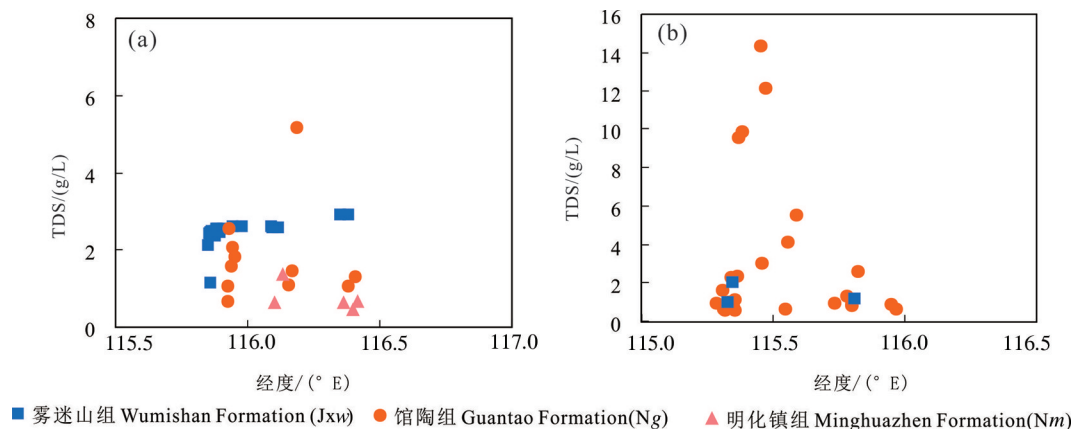 (a)
TDS/(g/L)
8
6
4
2
0
115.5
116.0
116.5
117.0
经度/(° E)
(b)
TDS/(g/L)
16
14
12
10
8
6
4
2
0
115.0
115.5
116.0
116.5
经度/(° E)
雾迷山组 Wumishan Formation (Jxw)
馆陶组 Guantao Formation(Ng)
明化镇组 Minghuazhen Formation(Nm)